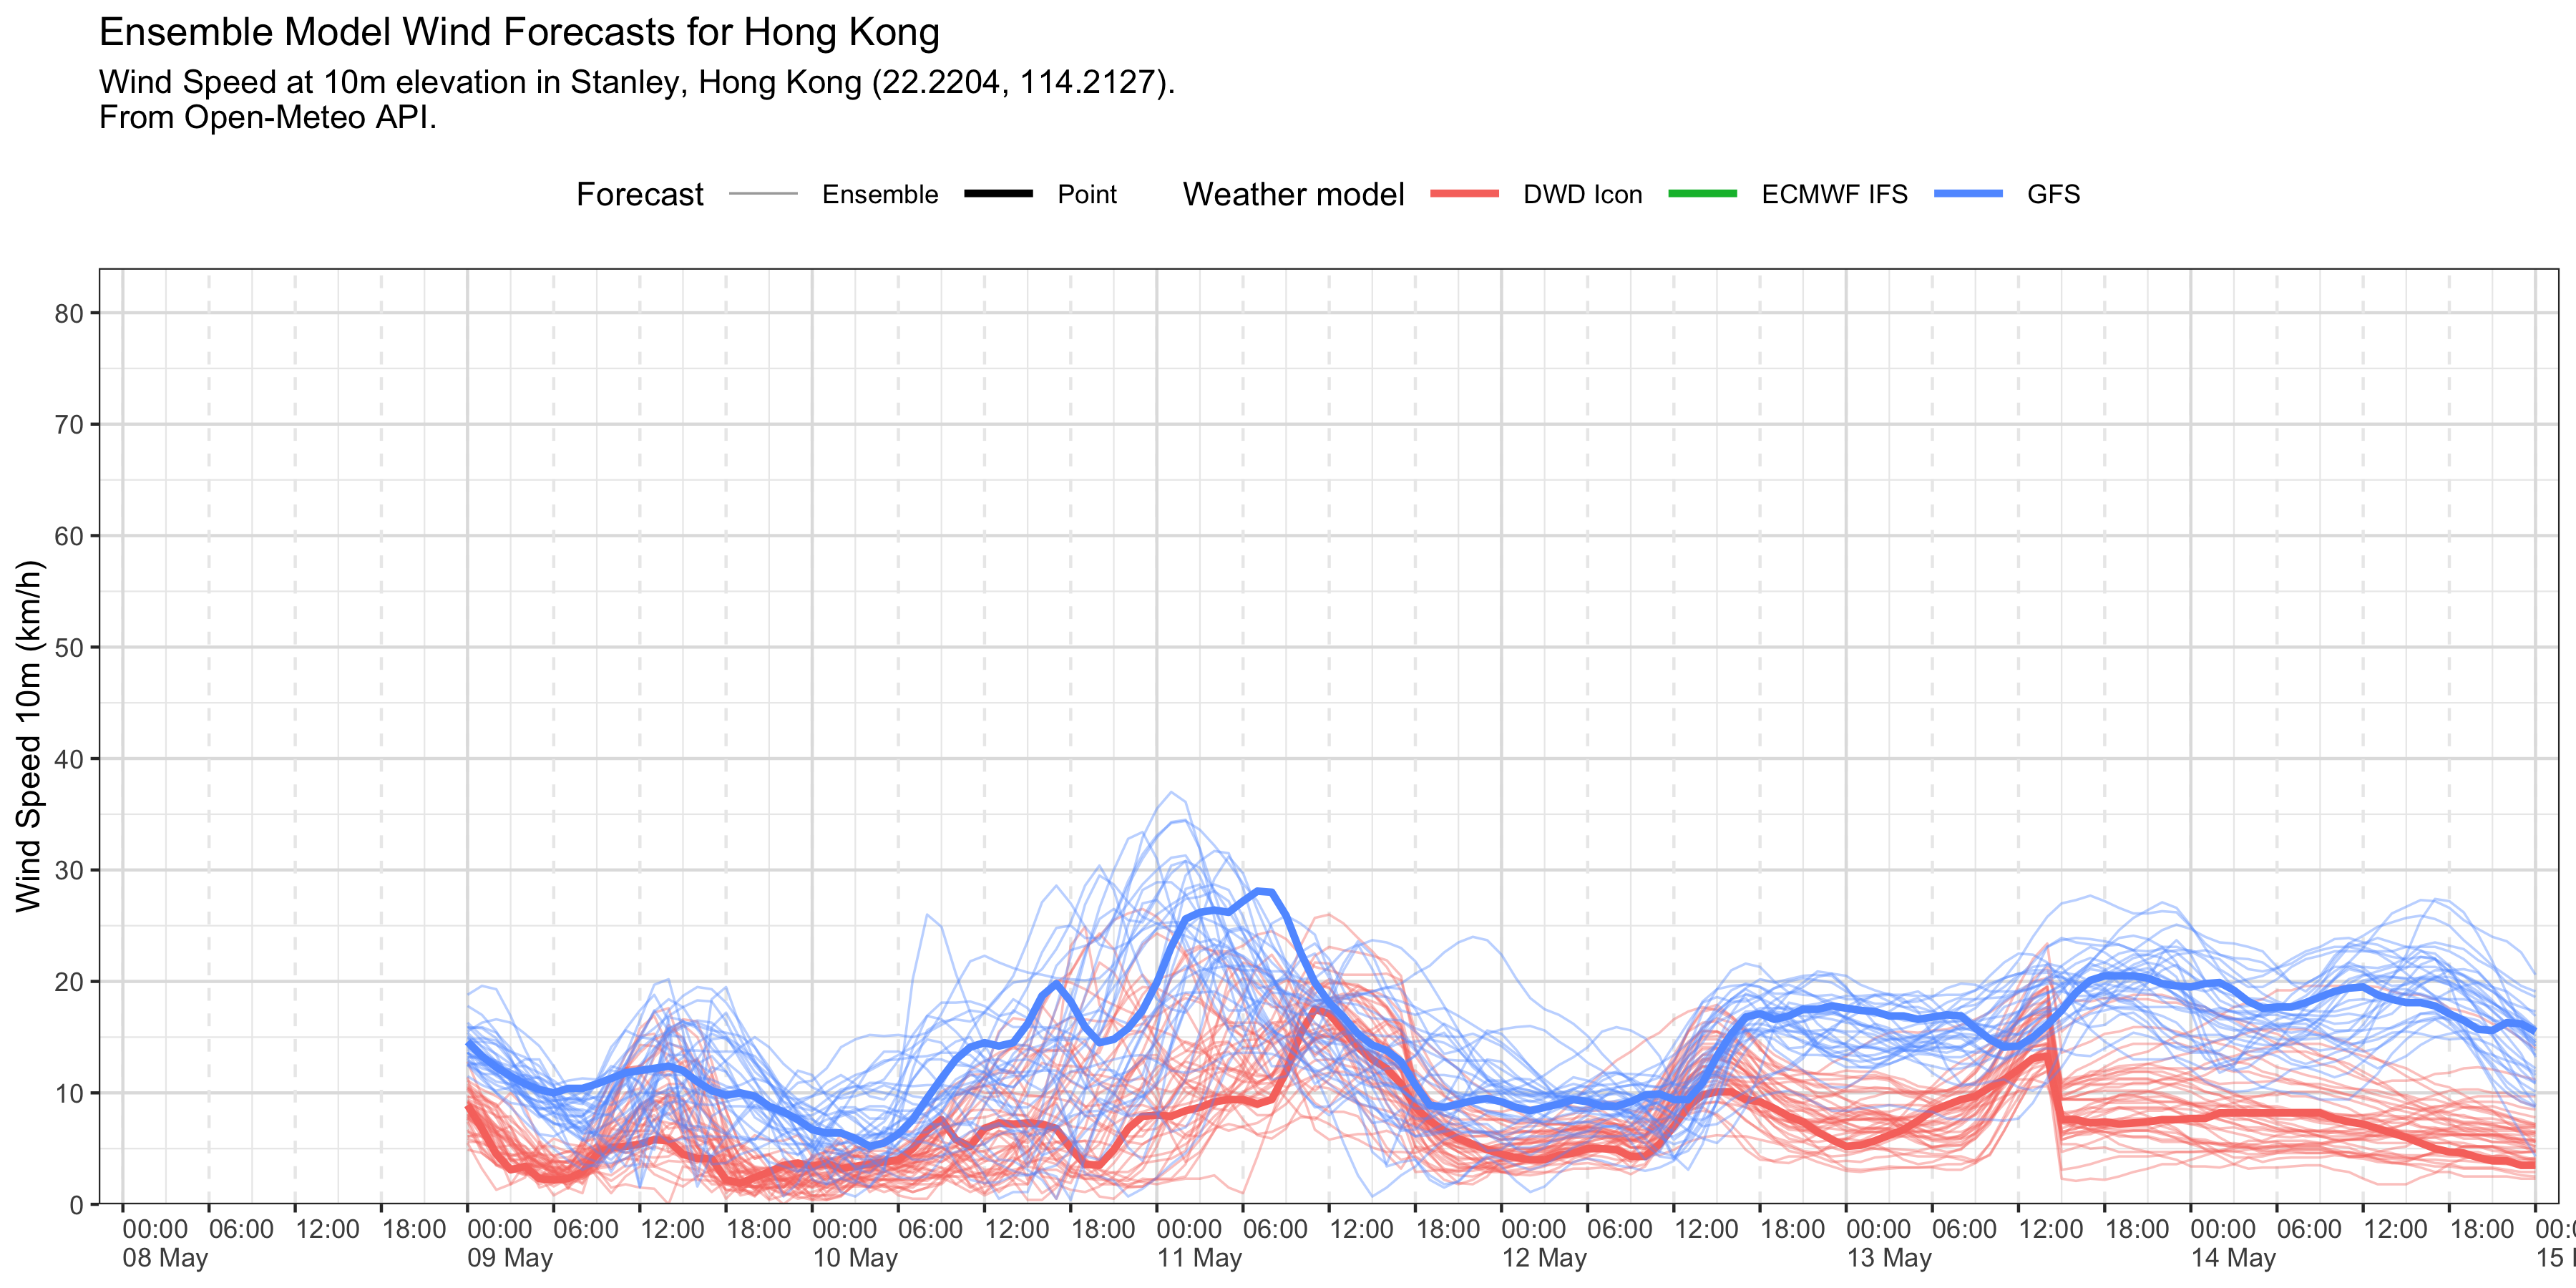 Ensemble Model Wind Forecasts for Hong Kong
Wind Speed at 10m elevation in Stanley, Hong Kong (22.2204, 114.2127).
From Open-Meteo API.
Forecast Ensemble Point Weather model DWD Icon ECMWF IFS GFS
Wind Speed 10m (km/h)
80
70
60
50
40
30
20
10
0
00:00 06:00 12:00 18:00 00:00 06:00 12:00 18:00 00:00 06:00 12:00 18:00 00:00 06:00 12:00 18:00 00:00 06:00 12:00 18:00 00:00 06:00 12:00 18:00 00:00 06:00 12:00 18:00
08 May 09 May 10 May 11 May 12 May 13 May 14 May 15